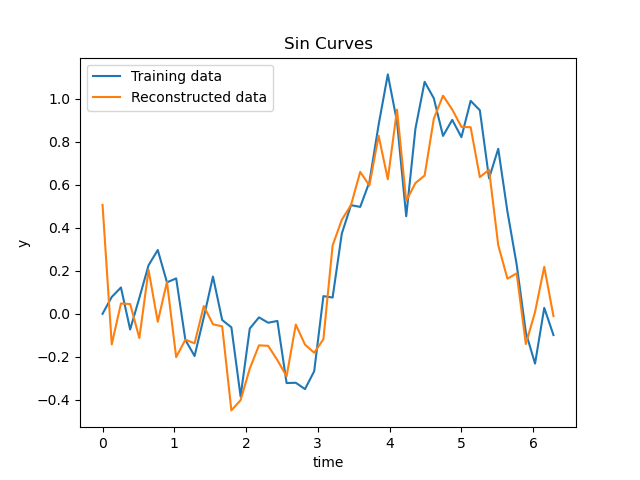 Sin Curves
Training data
Reconstructed data
1.0
0.8
0.6
0.4
0.2
0.0
−0.2
−0.4
y
0 1 2 3 4 5 6
time